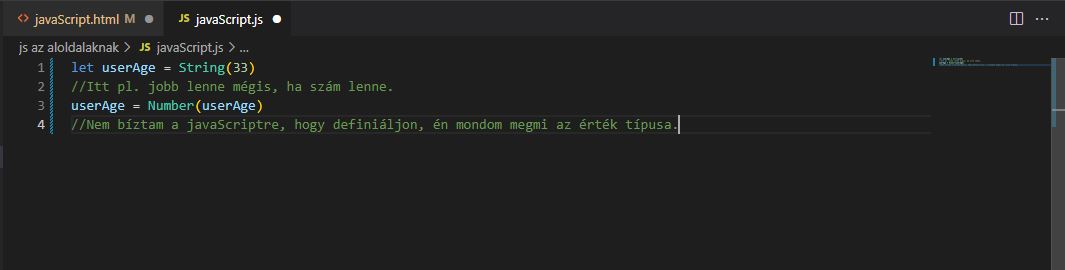 <> javaScript.html M ● JS javaScript.js ●
js az aloldalaknak > JS javaScript.js > ...
1 let userAge = String(33)
2 //Itt pl. jobb lenne mégis, ha szám lenne.
3 userAge = Number(userAge)
4 //Nem bíztam a javaScriptre, hogy definiáljon, én mondom megmi az érték típusa.